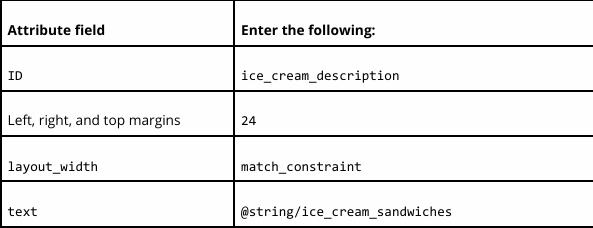 Attribute field Enter the following:
ID ice_cream_description
Left, right, and top margins 24
layout_width match_constraint
text @string/ice_cream_sandwiches